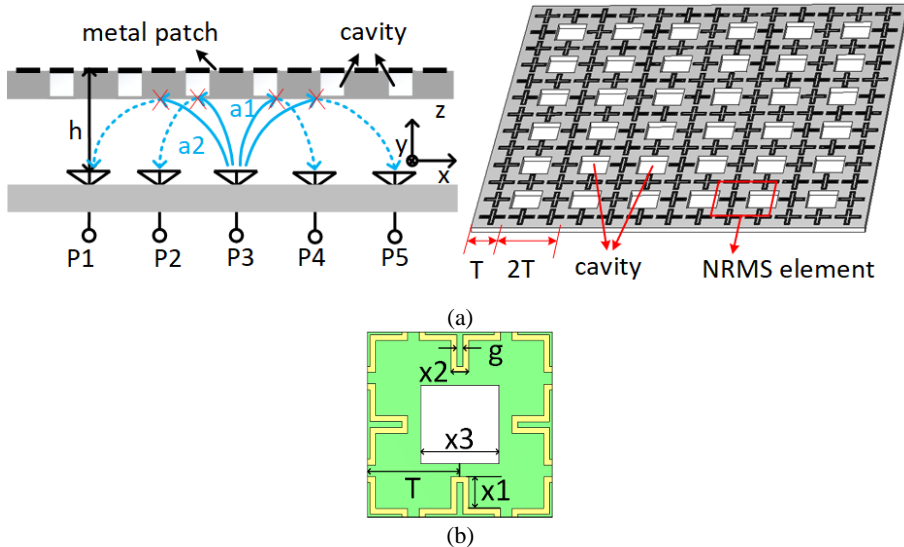 metal patch
cavity
h
a1
a2
z
y
x
P1
P2
P3
P4
P5
T
2T
cavity
NRMS element
(a)
g
x2
x3
T
x1
(b)